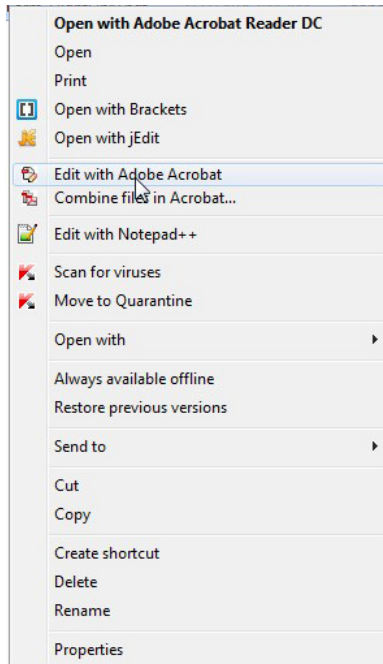 Open with Adobe Acrobat Reader DC
Open
Print
Open with Brackets
Open with jEdit
Edit with Adobe Acrobat
Combine files in Acrobat...
Edit with Notepad++
Scan for viruses
Move to Quarantine
Open with
Always available offline
Restore previous versions
Send to
Cut
Copy
Create shortcut
Delete
Rename
Properties